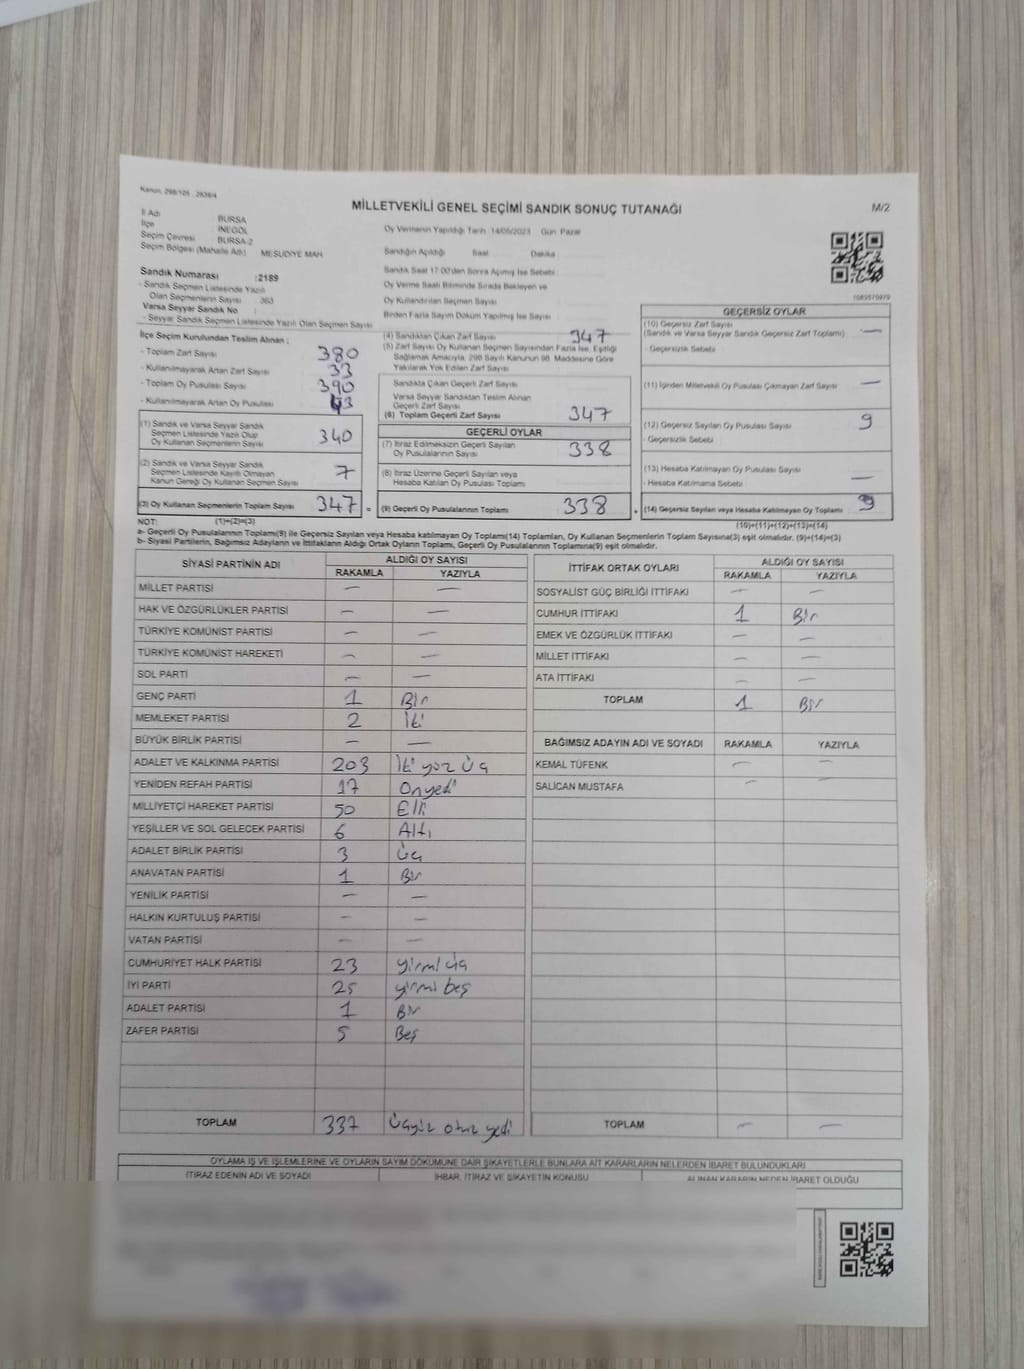 Kanun, 298/105 , 2839/4
MİLLETVEKİLİ GENEL SEÇİMİ SANDIK SONUÇ TUTANAĞI
M/2
İl Adı : BURSA
İlçe : İNEGÖL
Seçim Çevresi : BURSA-2
Seçim Bölgesi (Mahalle Adı) : MESUDİYE MAH
Oy Vermenin Yapıldığı Tarih :14/05/2023 Gün Pazar
Sandığın Açıldığı Saat Dakika
Sandık Saat 17.00'den Sonra Açımış İse Sebebi
Oy Verme Saati Bitiminde Sırada Bekleyen ve
Oy Kullandırılan Seçmen Sayısı
Birden Fazla Sayım Döküm Yapılmış İse Sayısı
Sandık Numarası :2189
- Sandık Seçmen Listesinde Yazılı
Olan Seçmenlerin Sayısı : 363
Varsa Seyyar Sandık No
- Seyyar Sandık Seçmen Listesinde Yazılı Olan Seçmen Sayısı
İlçe Seçim Kurulundan Teslim Alınan ;
- Toplam Zarf Sayısı 380
- Kullanılmayarak Artan Zarf Sayısı 33
- Toplam Oy Pusulası Sayısı 390
- Kullanılmayarak Artan Oy Pusulası 43
(1) Sandık ve Varsa Seyyar Sandık
Seçmen Listesinde Yazılı Olup
Oy Kullanan Seçmenlerin Sayısı 340
(2) Sandık ve Varsa Seyyar Sandık
Seçmen Listesinde Kayıtlı Olmayan
Kanun Gereği Oy Kullanan Seçmenlerin Sayısı 7
(3) Oy Kullanan Seçmenlerin Toplam Sayısı 347 =
(4) Sandıktan Çıkan Zarf Sayısı 347
(5) Zarf Sayısı Oy Kullanan Seçmen Sayısından Fazla İse, Eşitliği
Sağlamak Amacıyla, 298 Sayılı Kanunun 98. Maddesine Göre
Yakılarak Yok Edilen Zarf Sayısı
Sandıkta Çıkan Geçerli Zarf Sayısı
Varsa Seyyar Sandıktan Teslim Alınan
Geçerli Zarf Sayısı
(6) Toplam Geçerli Zarf Sayısı 347
GEÇERLİ OYLAR
(7) İtiraz Edilmeksizin Geçerli Sayılan
Oy Pusulalarının Sayısı 338
(8) İtiraz Üzerine Geçerli Sayılan veya
Hesaba Katılan Oy Pusulası Toplamı
(9) Geçerli Oy Pusulalarının Toplamı 338 +
GEÇERSİZ OYLAR
(10) Geçersiz Zarf Sayısı
(Sandık ve Varsa Seyyar Sandık Geçersiz Zarf Toplamı) —
- Geçersizlik Sebebi
(11) İçinden Milletvekili Oy Pusulası Çıkmayan Zarf Sayısı —
(12) Geçersiz Sayılan Oy Pusulası Sayısı 9
- Geçersizlik Sebebi
(13) Hesaba Katılmayan Oy Pusulası Sayısı —
- Hesaba Katılmama Sebebi
(14) Geçersiz Sayılan veya Hesaba Katılmayan Oy Toplamı 9
NOT: (1)+(2)=(3) (10)+(11)+(12)+(13)=(14)
a- Geçerli Oy Pusulalarının Toplamı(9) ile Geçersiz Sayılan veya Hesaba katılmayan Oy Toplamı(14) Toplamları, Oy Kullanan Seçmenlerin Toplam Sayısına(3) eşit olmalıdır. (9)+(14)=(3)
b- Siyasi Partilerin, Bağımsız Adayların ve İttifakların Aldığı Ortak Oyların Toplamı, Geçerli Oy Pusulalarının Toplamına(9) eşit olmalıdır.
SİYASİ PARTİNİN ADI ALDIĞI OY SAYISI
RAKAMLA YAZIYLA
MİLLET PARTİSİ — —
HAK VE ÖZGÜRLÜKLER PARTİSİ — —
TÜRKİYE KOMÜNİST PARTİSİ — —
TÜRKİYE KOMÜNİST HAREKETİ — —
SOL PARTİ — —
GENÇ PARTİ 1 Bir
MEMLEKET PARTİSİ 2 İki
BÜYÜK BİRLİK PARTİSİ — —
ADALET VE KALKINMA PARTİSİ 203 İki yüz üç
YENİDEN REFAH PARTİSİ 17 Onyedi
MİLLİYETÇİ HAREKET PARTİSİ 50 Elli
YEŞİLLER VE SOL GELECEK PARTİSİ 6 Altı
ADALET BİRLİK PARTİSİ 3 Üç
ANAVATAN PARTİSİ 1 Bir
YENİLİK PARTİSİ — —
HALKIN KURTULUŞ PARTİSİ — —
VATAN PARTİSİ — —
CUMHURİYET HALK PARTİSİ 23 yirmi üç
İYİ PARTİ 25 yirmi beş
ADALET PARTİSİ 1 Bir
ZAFER PARTİSİ 5 Beş
TOPLAM 337 Üçyüz otuz yedi
İTTİFAK ORTAK OYLARI ALDIĞI OY SAYISI
RAKAMLA YAZIYLA
SOSYALİST GÜÇ BİRLİĞİ İTTİFAKI — —
CUMHUR İTTİFAKI 1 Bir
EMEK VE ÖZGÜRLÜK İTTİFAKI — —
MİLLET İTTİFAKI — —
ATA İTTİFAKI — —
TOPLAM 1 Bir
BAĞIMSIZ ADAYIN ADI VE SOYADI RAKAMLA YAZIYLA
KEMAL TÜFENK — —
SALİCAN MUSTAFA — —
TOPLAM — —
OYLAMA İŞ VE İŞLEMLERİNE VE OYLARIN SAYIM DÖKÜMÜNE DAİR ŞİKAYETLERLE BUNLARA AİT KARARLARIN NELERDEN İBARET BULUNDUKLARI
İTİRAZ EDENİN ADI VE SOYADI İHBAR, İTİRAZ VE ŞİKAYETİN KONUSU ALINAN KARARIN NEDEN İBARET OLDUĞU